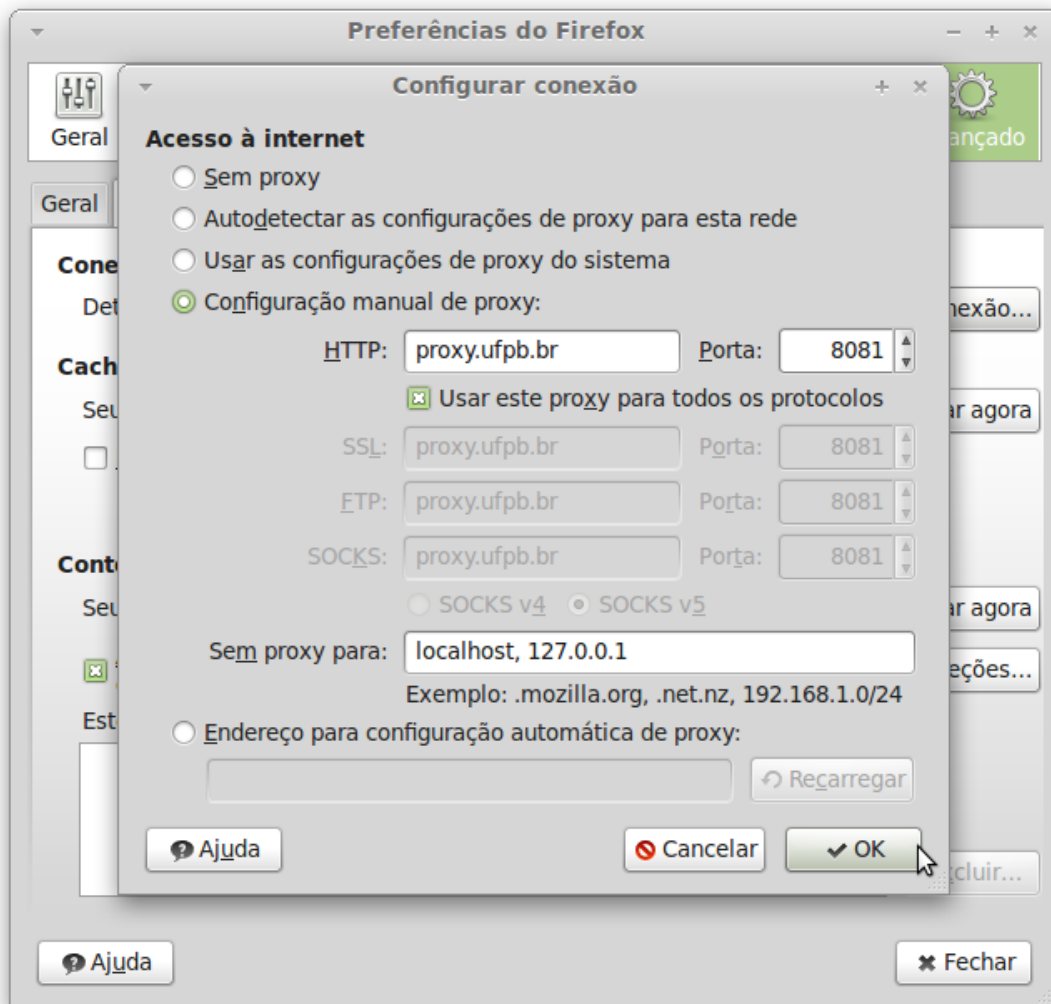 Preferências do Firefox
Configurar conexão
Geral
Acesso à internet
Sem proxy
Geral
Autodetectar as configurações de proxy para esta rede
Usar as configurações de proxy do sistema
Configuração manual de proxy:
HTTP: proxy.ufpb.br Porta: 8081
Usar este proxy para todos os protocolos
ar agora
SSL: proxy.ufpb.br Porta: 8081
FTP: proxy.ufpb.br Porta: 8081
SOCKS: proxy.ufpb.br Porta: 8081
SOCKS v4 SOCKS v5
ar agora
Sem proxy para: localhost, 127.0.0.1
Exemplo: .mozilla.org, .net.nz, 192.168.1.0/24
Endereço para configuração automática de proxy:
Recarregar
Ajuda Cancelar OK
Ajuda Fechar